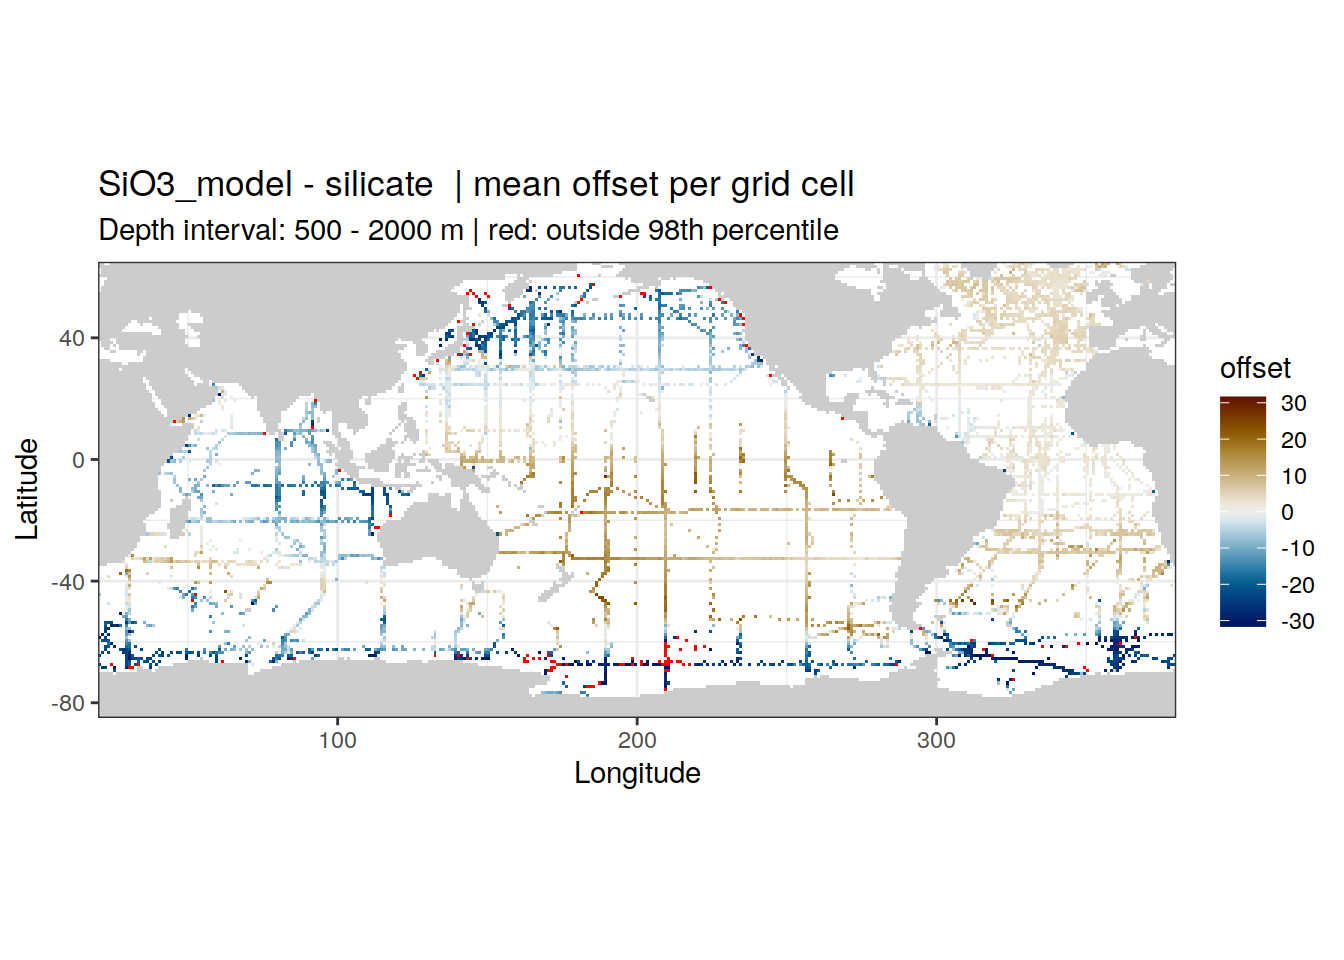 SiO3_model - silicate  | mean offset per grid cell
Depth interval: 500 - 2000 m | red: outside 98th percentile
Latitude
40
0
-40
-80
100
200
300
Longitude
offset
30
20
10
0
-10
-20
-30